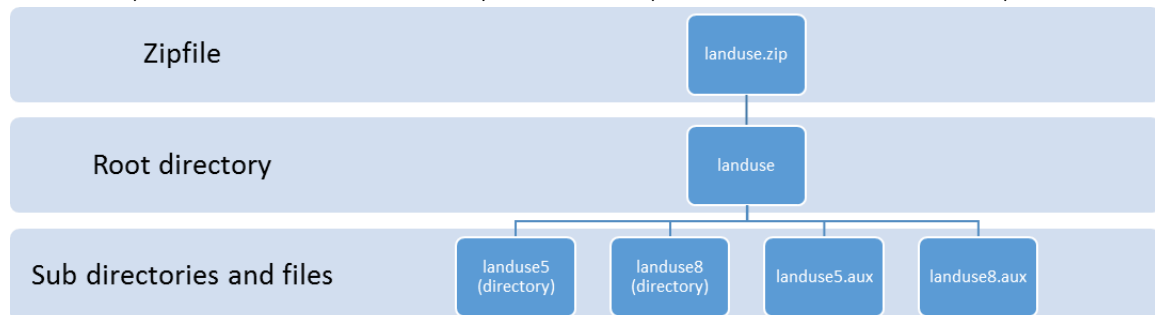 Zipfile
landuse.zip
Root directory
landuse
Sub directories and files
landuse5
(directory)
landuse8
(directory)
landuse5.aux
landuse8.aux